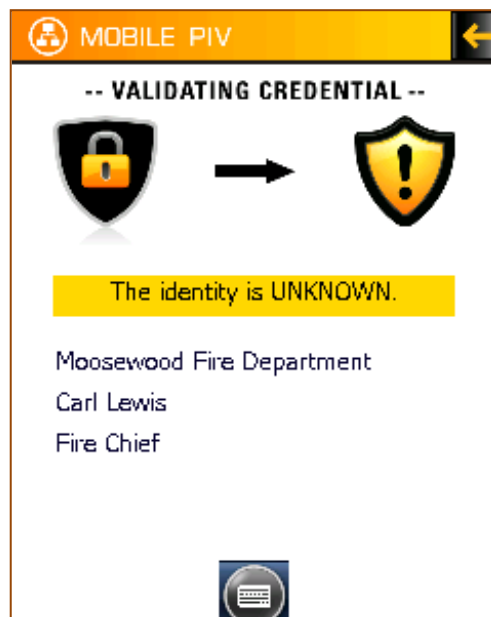 MOBILE PIV
-- VALIDATING CREDENTIAL --
The identity is UNKNOWN.
Moosewood Fire Department
Carl Lewis
Fire Chief